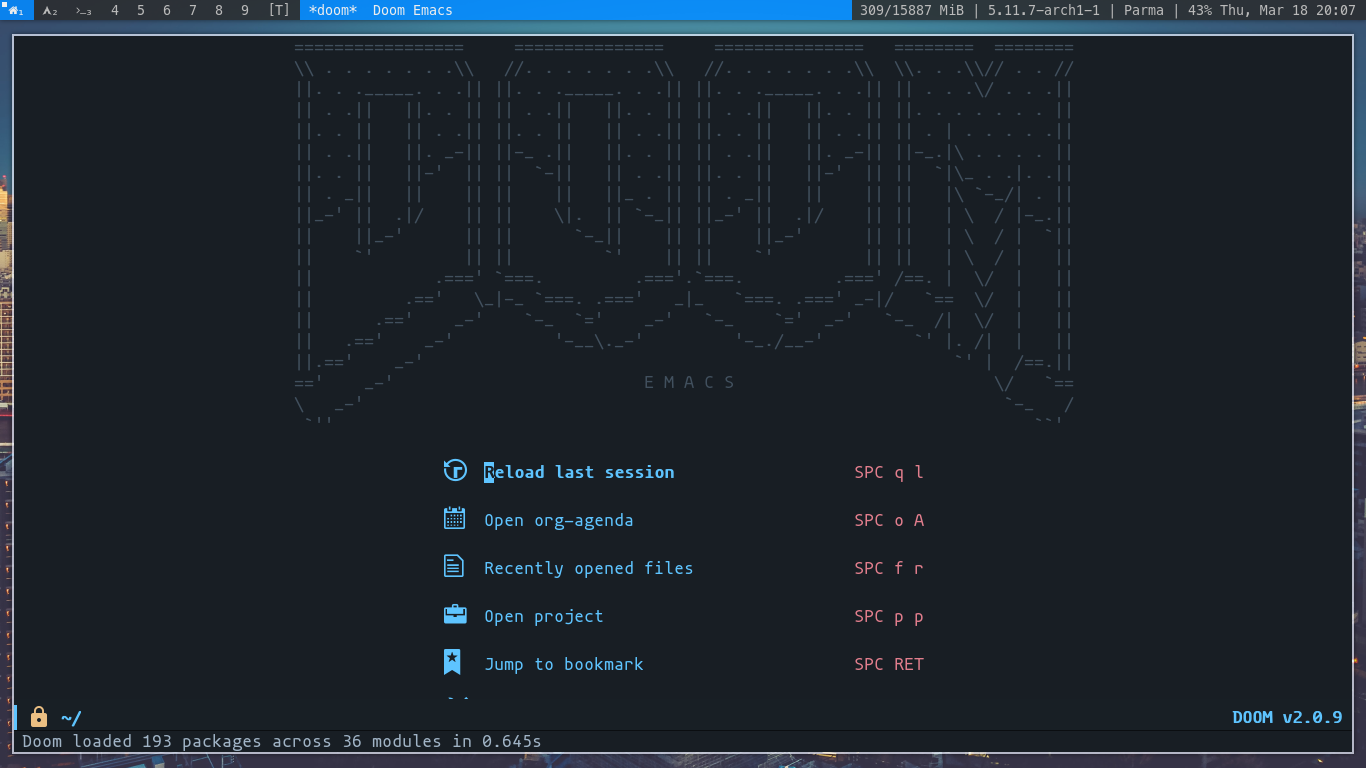 1 2 >_3 4 5 6 7 8 9 [T] *doom* Doom Emacs 309/15887 MiB | 5.11.7-arch1-1 | Parma | 43% Thu, Mar 18 20:07
E M A C S
Reload last session SPC q l
Open org-agenda SPC o A
Recently opened files SPC f r
Open project SPC p p
Jump to bookmark SPC RET
~/ DOOM v2.0.9
Doom loaded 193 packages across 36 modules in 0.645s